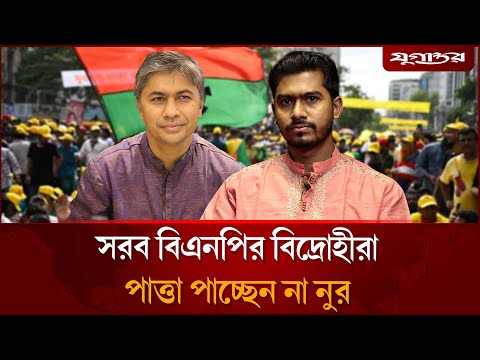 যুগান্তর
সরব বিএনপির বিদ্রোহীরা
পাত্তা পাচ্ছেন না নুর